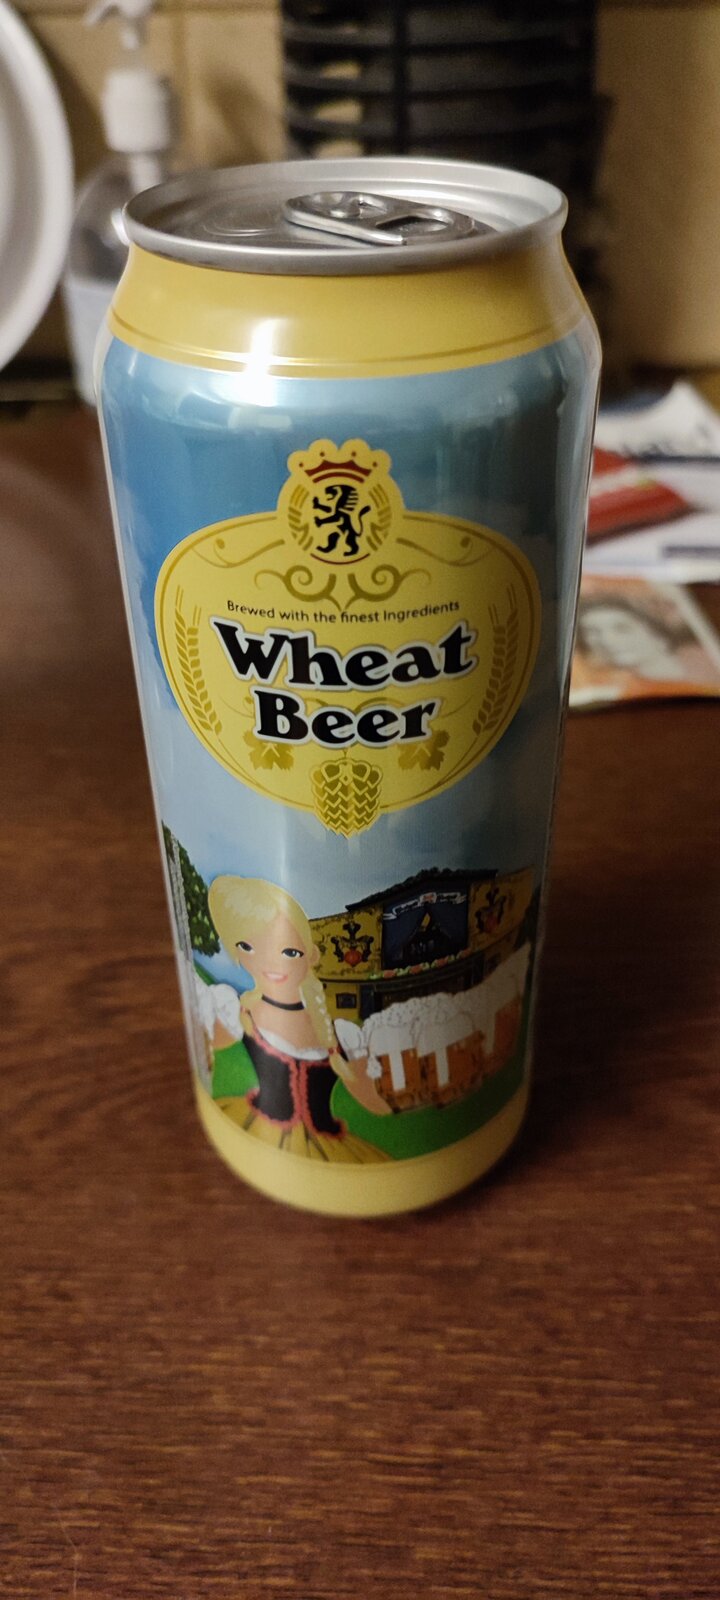 Brewed with the finest Ingredients
Wheat
Beer